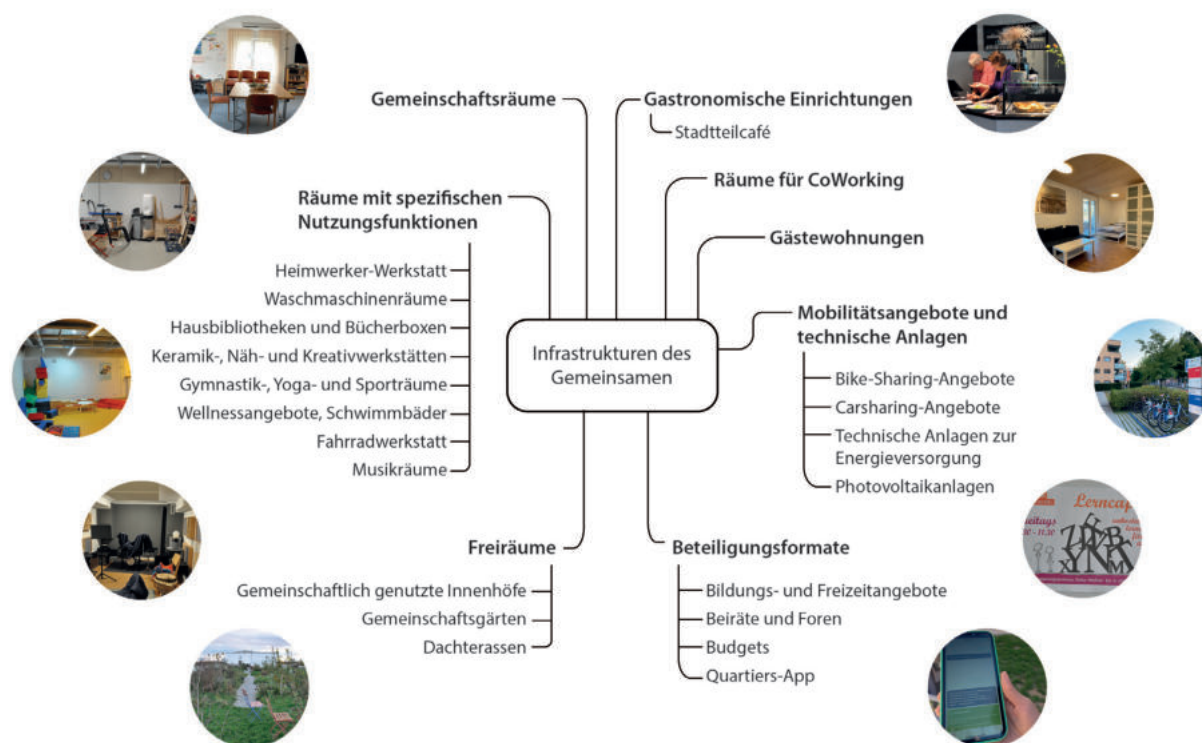 Gemeinschaftsräume
Gastronomische Einrichtungen
Stadtteilcafé
Räume für CoWorking
Gästewohnungen
Räume mit spezifischen
Nutzungsfunktionen
Heimwerker-Werkstatt
Waschmaschinenräume
Hausbibliotheken und Bücherboxen
Keramik-, Näh- und Kreativwerkstätten
Gymnastik-, Yoga- und Sporträume
Wellnessangebote, Schwimmbäder
Fahrradwerkstatt
Musikräume
Infrastrukturen des
Gemeinsamen
Mobilitätsangebote und
technische Anlagen
Bike-Sharing-Angebote
Carsharing-Angebote
Technische Anlagen zur
Energieversorgung
Photovoltaikanlagen
Freiräume
Gemeinschaftlich genutzte Innenhöfe
Gemeinschaftsgärten
Dachterassen
Beteiligungsformate
Bildungs- und Freizeitangebote
Beiräte und Foren
Budgets
Quartiers-App
Lerncap
eitags